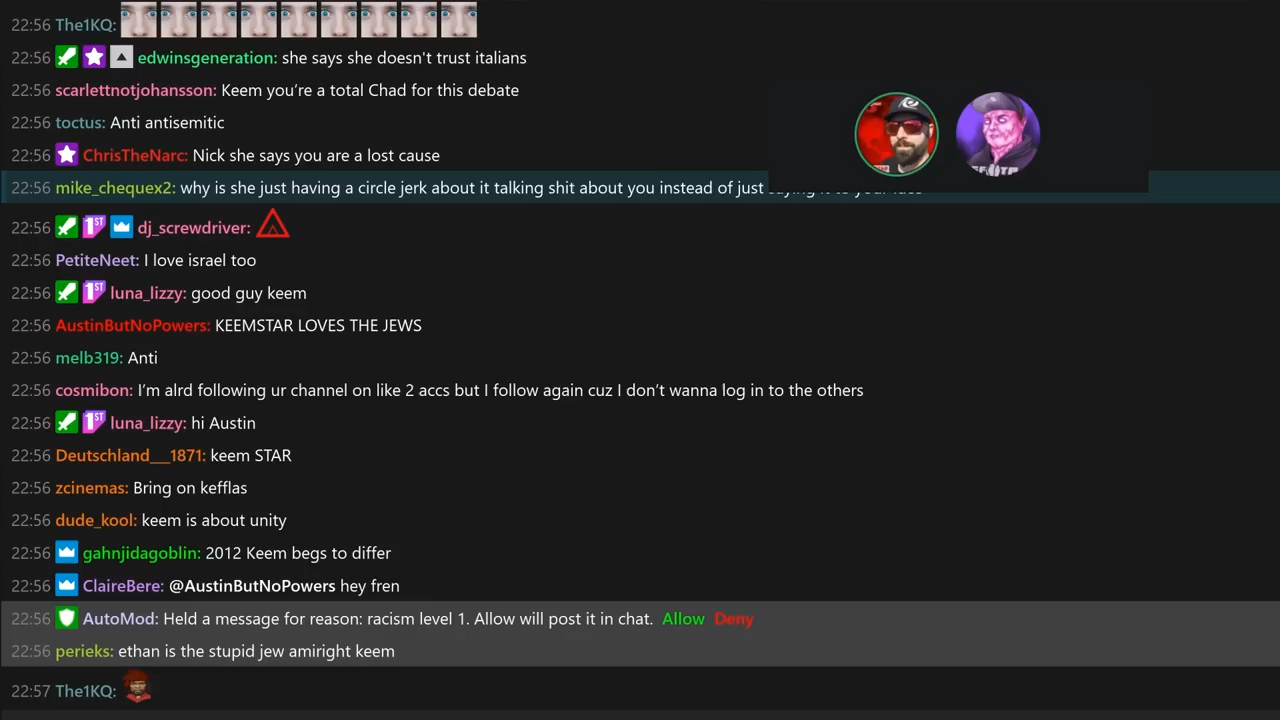 22:56 The1KQ:
22:56 edwinsgeneration: she says she doesn't trust italians
22:56 scarlettnotjohansson: Keem you're a total Chad for this debate
22:56 toctus: Anti antisemitic
22:56 ChrisTheNarc: Nick she says you are a lost cause
22:56 mike_chequex2: why is she just having a circle jerk about it talking shit about you instead of just saying it to your face
22:56 1ST dj_screwdriver:
22:56 PetiteNeet: I love israel too
22:56 1ST luna_lizzy: good guy keem
22:56 AustinButNoPowers: KEEMSTAR LOVES THE JEWS
22:56 melb319: Anti
22:56 cosmibon: I'm alrd following ur channel on like 2 accs but I follow again cuz I don't wanna log in to the others
22:56 1ST luna_lizzy: hi Austin
22:56 Deutschland__1871: keem STAR
22:56 zcinemas: Bring on kefflas
22:56 dude_kool: keem is about unity
22:56 gahnjidagoblin: 2012 Keem begs to differ
22:56 ClaireBere: @AustinButNoPowers hey fren
22:56 AutoMod: Held a message for reason: racism level 1. Allow will post it in chat. Allow Deny
22:56 perieks: ethan is the stupid jew amiright keem
22:57 The1KQ: